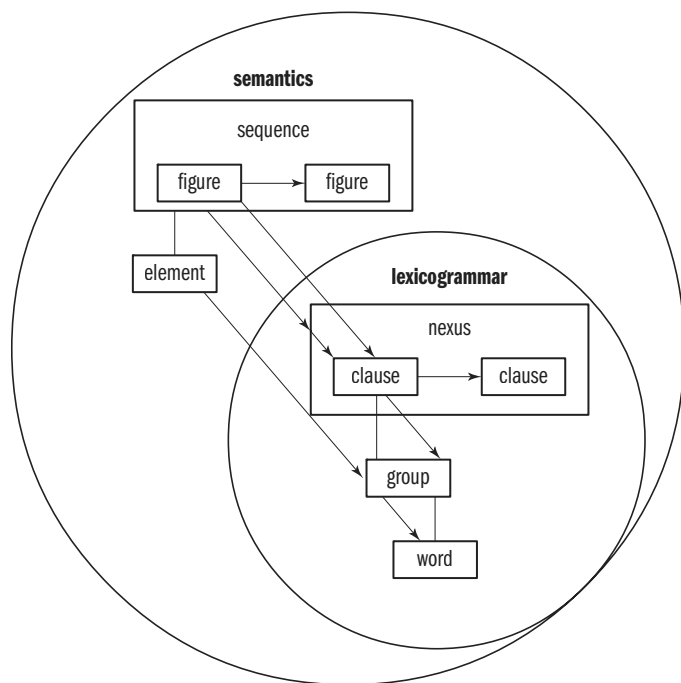 semantics
sequence
figure
figure
element
lexicogrammar
nexus
clause
clause
group
word